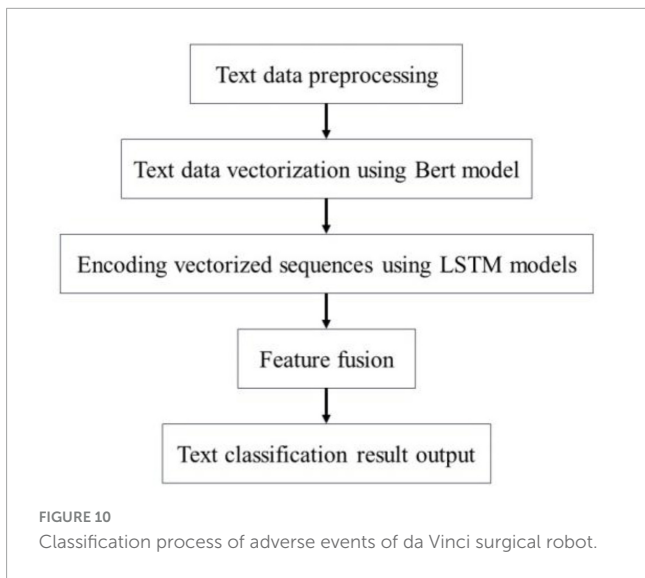 Text data preprocessing
Text data vectorization using Bert model
Encoding vectorized sequences using LSTM models
Feature fusion
Text classification result output
FIGURE 10
Classification process of adverse events of da Vinci surgical robot.